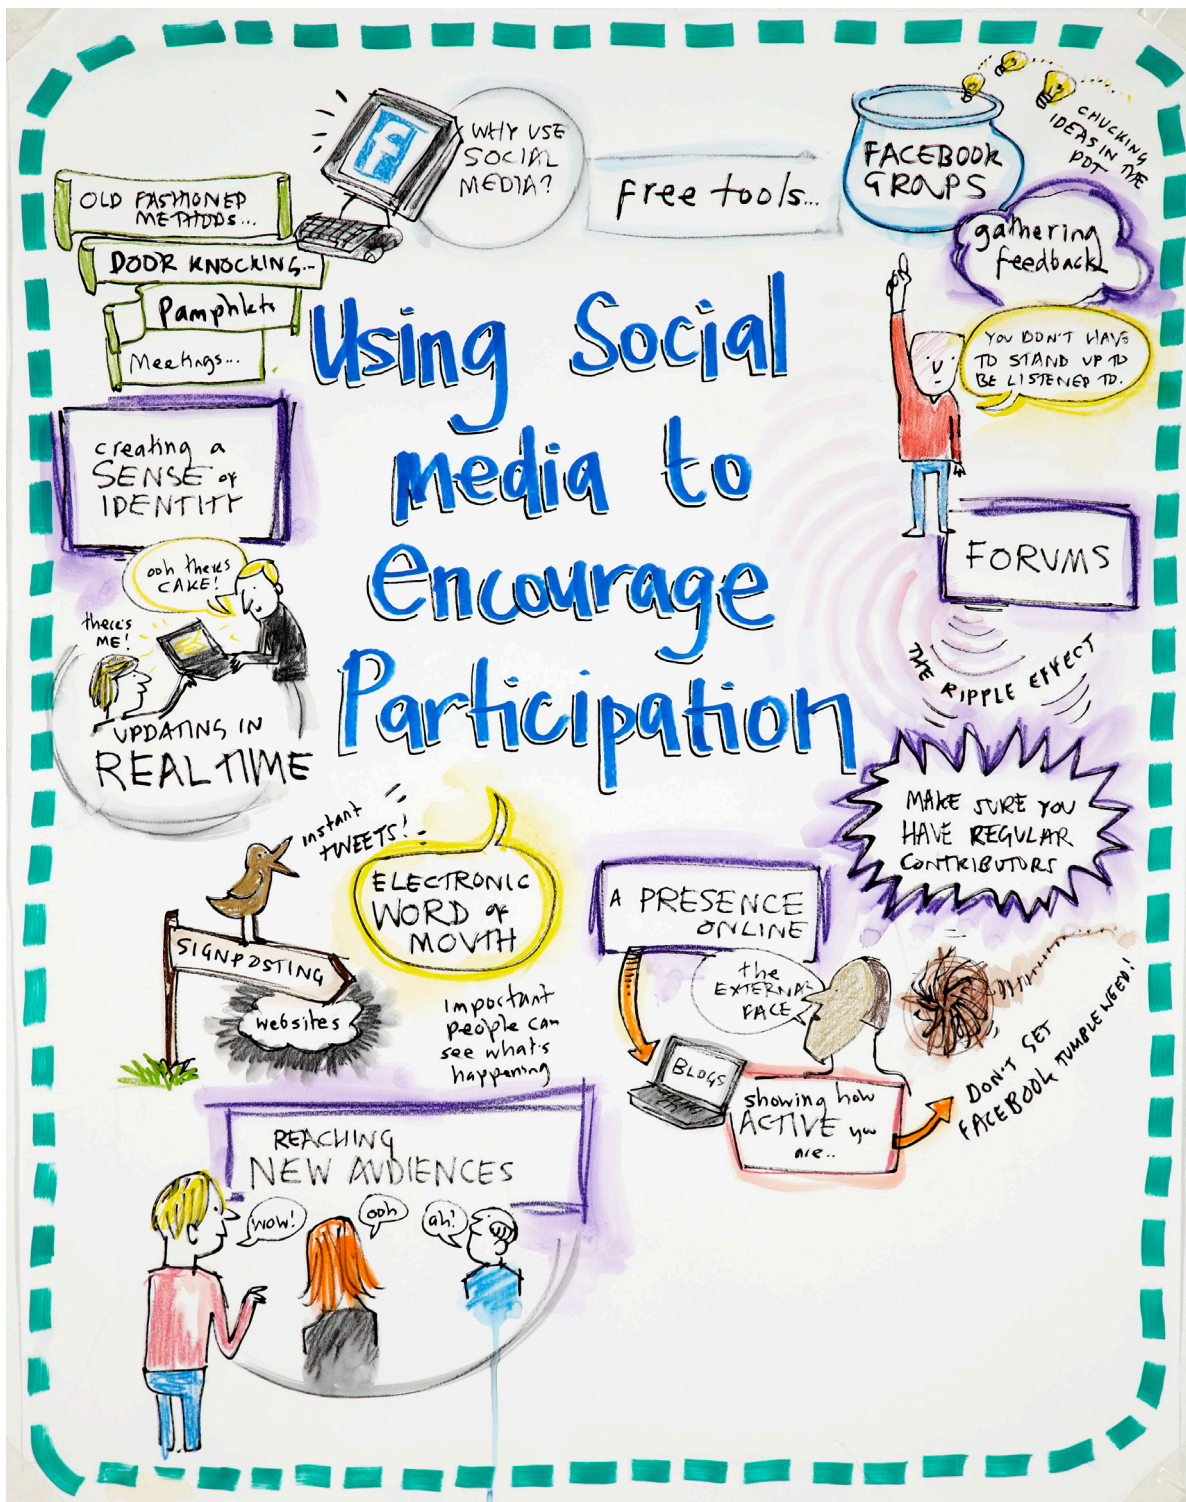 WHY USE
SOCIAL
MEDIA?
f
free tools...
FACEBOOK
GROUPS
CHUCKING
IDEAS IN THE
POT
gathering
feedback
YOU DON'T HAVE
TO STAND UP TO
BE LISTENED TO.
OLD FASHIONED
METHODS...
DOOR KNOCKING...
Pamphlets
Meetings...
Using Social
media to
encourage
Participation
creating a
SENSE of
IDENTITY
ooh theres
CAKE!
there's
ME!
UPDATING IN
REAL TIME
FORUMS
THE RIPPLE EFFECT
MAKE SURE YOU
HAVE REGULAR
CONTRIBUTORS
instant
TWEETS!
SIGNPOSTING
websites
ELECTRONIC
WORD of
MOUTH
important
people can
see what's
happening
A PRESENCE
ONLINE
the
EXTERNAL
FACE
BLOGS
showing how
ACTIVE you
are..
DON'T GET
FACEBOOK TUMBLEWEED!
REACHING
NEW AUDIENCES
WOW!
ooh
ah!